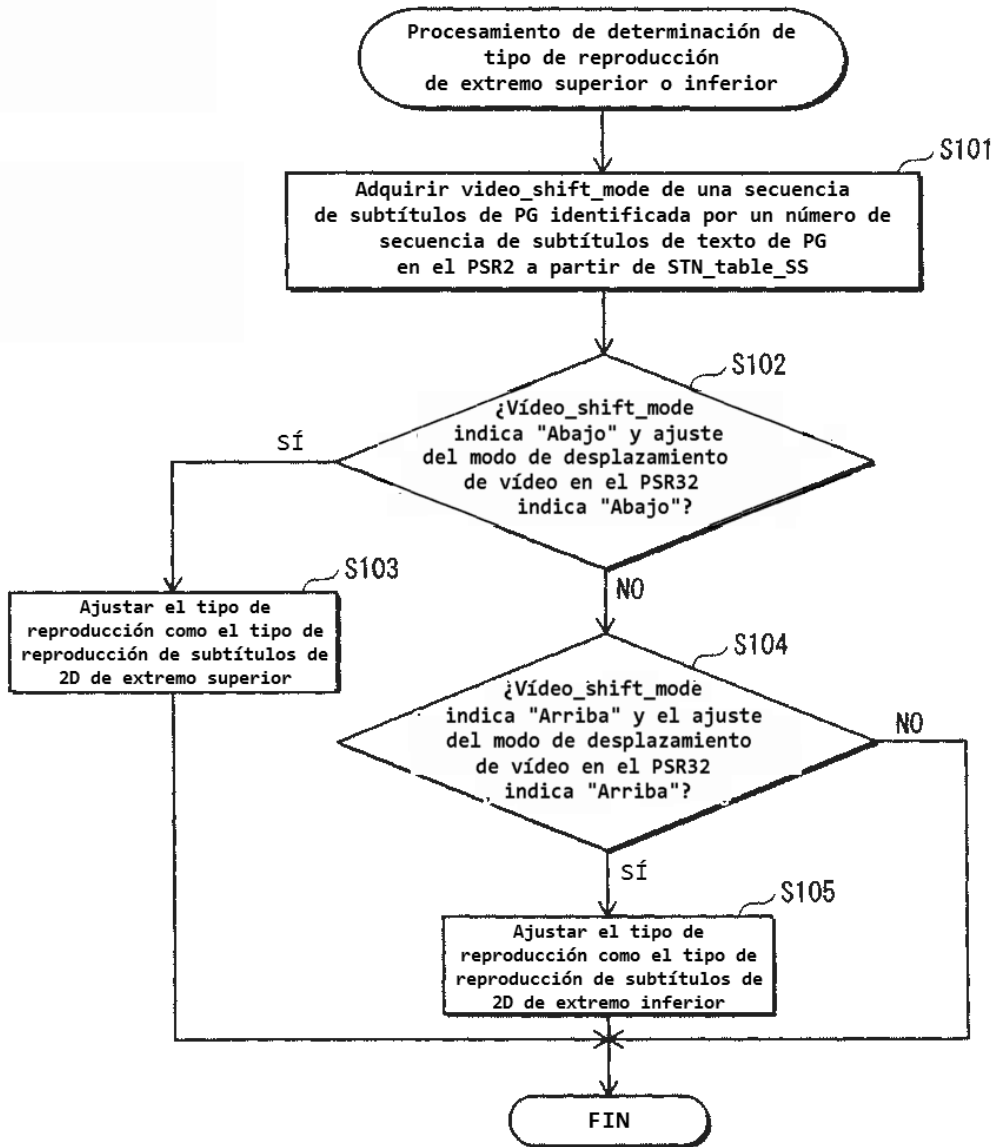 Procesamiento de determinación de
tipo de reproducción
de extremo superior o inferior
S101
Adquirir video_shift_mode de una secuencia
de subtítulos de PG identificada por un número de
secuencia de subtítulos de texto de PG
en el PSR2 a partir de STN_table_SS
S102
¿Vídeo_shift_mode
indica "Abajo" y ajuste
del modo de desplazamiento
de vídeo en el PSR32
indica "Abajo"?
SÍ
NO
S103
Ajustar el tipo de
reproducción como el tipo de
reproducción de subtítulos de
2D de extremo superior
S104
¿Vídeo_shift_mode
indica "Arriba" y el ajuste
del modo de desplazamiento
de vídeo en el PSR32
indica "Arriba"?
NO
SÍ
S105
Ajustar el tipo de
reproducción como el tipo de
reproducción de subtítulos de
2D de extremo inferior
FIN